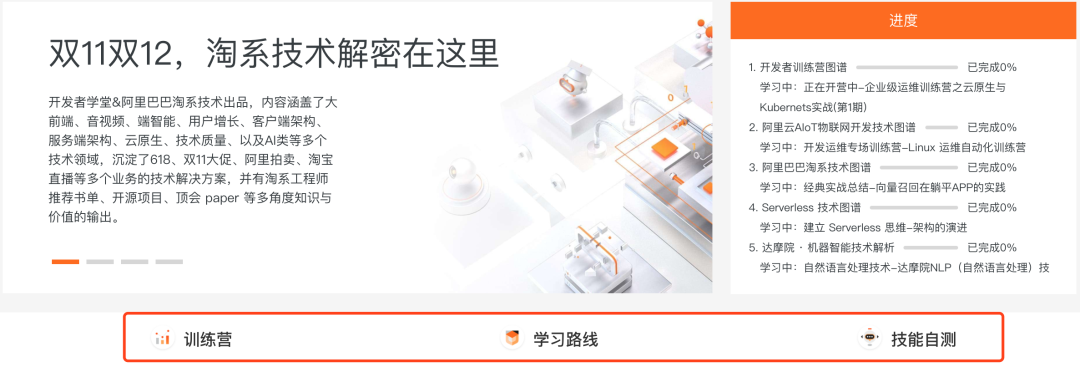 双11双12，淘系技术解密在这里
开发者学堂&阿里巴巴淘系技术出品，内容涵盖了大
前端、音视频、端智能、用户增长、客户端架构、
服务端架构、云原生、技术质量、以及AI类等多个
技术领域，沉淀了618、双11大促、阿里拍卖、淘宝
直播等多个业务的技术解决方案，并有淘系工程师
推荐书单、开源项目、顶会 paper 等多角度知识与
价值的输出。
进度
1. 开发者训练营图谱 已完成0%
学习中：正在开营中-企业级运维训练营之云原生与
Kubernets实战(第1期）
2. 阿里云AIoT物联网开发技术图谱 已完成0%
学习中：开发运维专场训练营-Linux 运维自动化训练营
3. 阿里巴巴淘系技术图谱 已完成0%
学习中：经典实战总结-向量召回在躺平APP的实践
4. Serverless 技术图谱 已完成0%
学习中：建立 Serverless 思维-架构的演进
5. 达摩院 · 机器智能技术解析 已完成0%
学习中：自然语言处理技术-达摩院NLP（自然语言处理）技
训练营 学习路线 技能自测